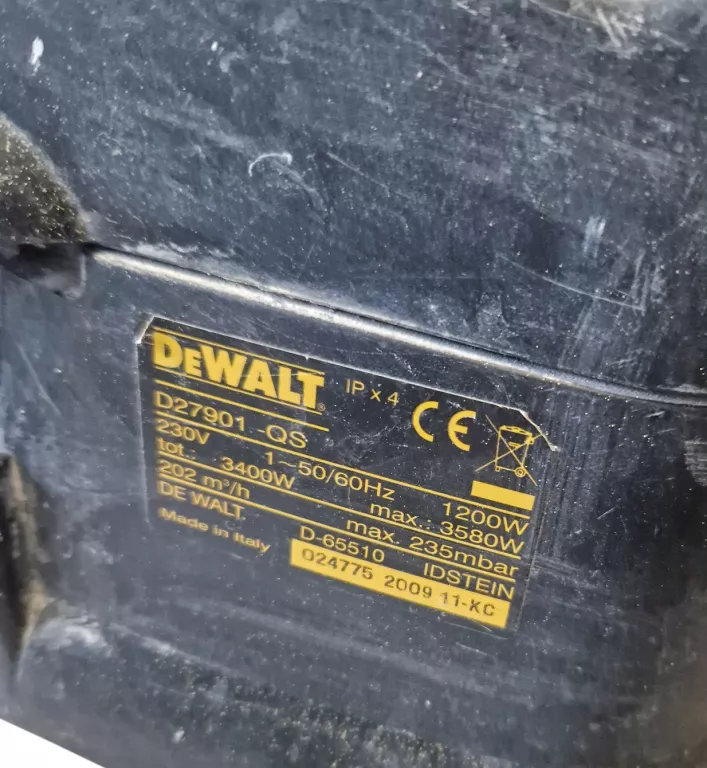 DEWALT
IP x 4
CE
D27901 -QS
230V 1~50/60Hz 1200W
tot.: 3400W max.: 3580W
202 m³/h max. 235mbar
DE WALT D-65510 IDSTEIN
Made in Italy 024775 2009 11-KC